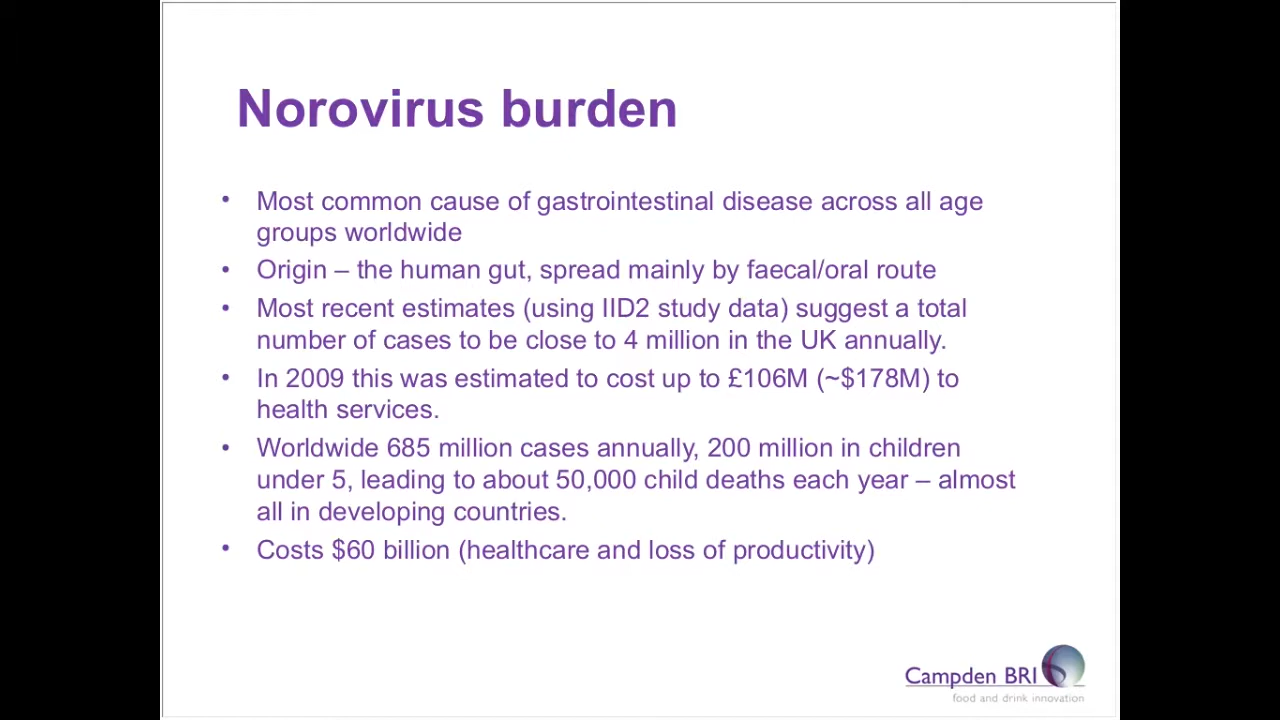 Norovirus burden
• Most common cause of gastrointestinal disease across all age
groups worldwide
• Origin – the human gut, spread mainly by faecal/oral route
• Most recent estimates (using IID2 study data) suggest a total
number of cases to be close to 4 million in the UK annually.
• In 2009 this was estimated to cost up to £106M (~$178M) to
health services.
• Worldwide 685 million cases annually, 200 million in children
under 5, leading to about 50,000 child deaths each year – almost
all in developing countries.
• Costs $60 billion (healthcare and loss of productivity)
Campden BRI
food and drink innovation